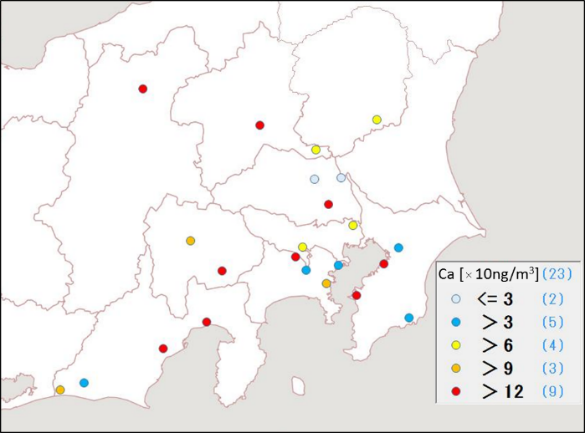 Ca [×10ng/m³] (23)
<= 3 (2)
> 3 (5)
> 6 (4)
> 9 (3)
> 12 (9)